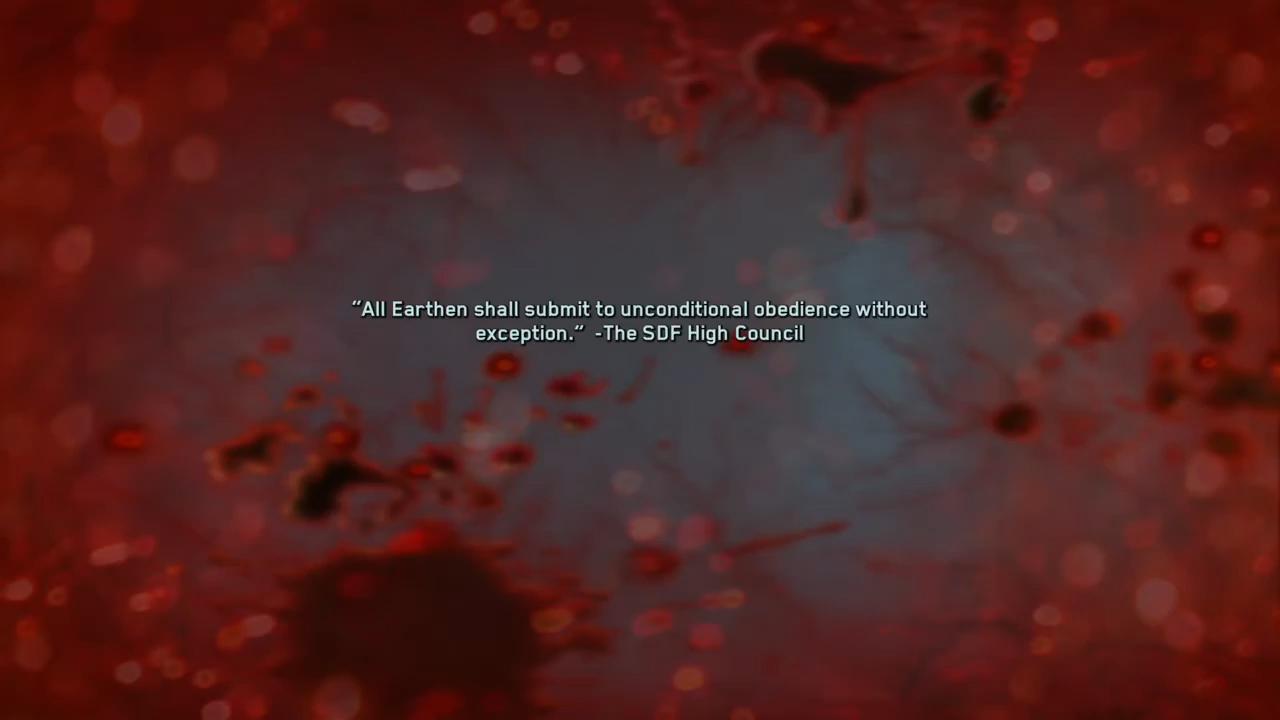 “All Earthen shall submit to unconditional obedience without
exception.“  -The SDF High Council